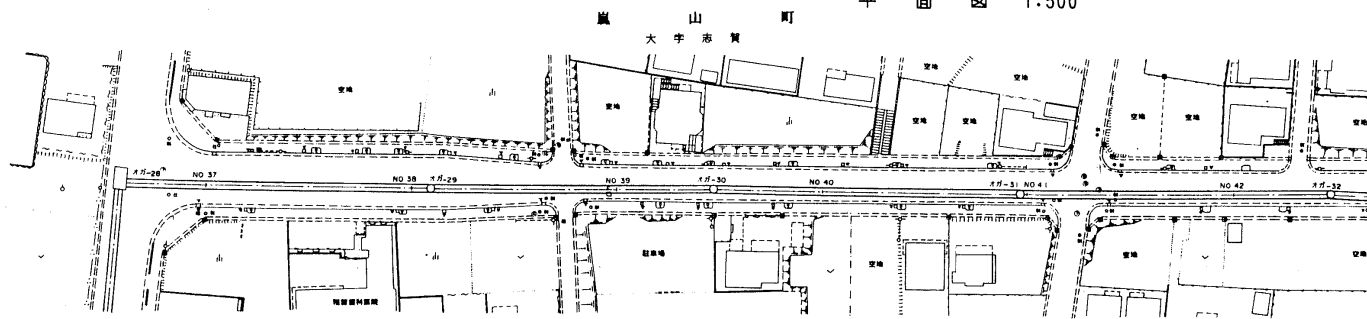 平面図 1:500
嵐山町
大字志賀
空地
空地
空地
空地
空地
空地
空地
空地
オガ-28
NO 37
NO 38
オガ-29
NO 39
オガ-30
NO 40
オガ-31
NO 41
NO 42
オガ-32
駐車場
空地
空地
空地